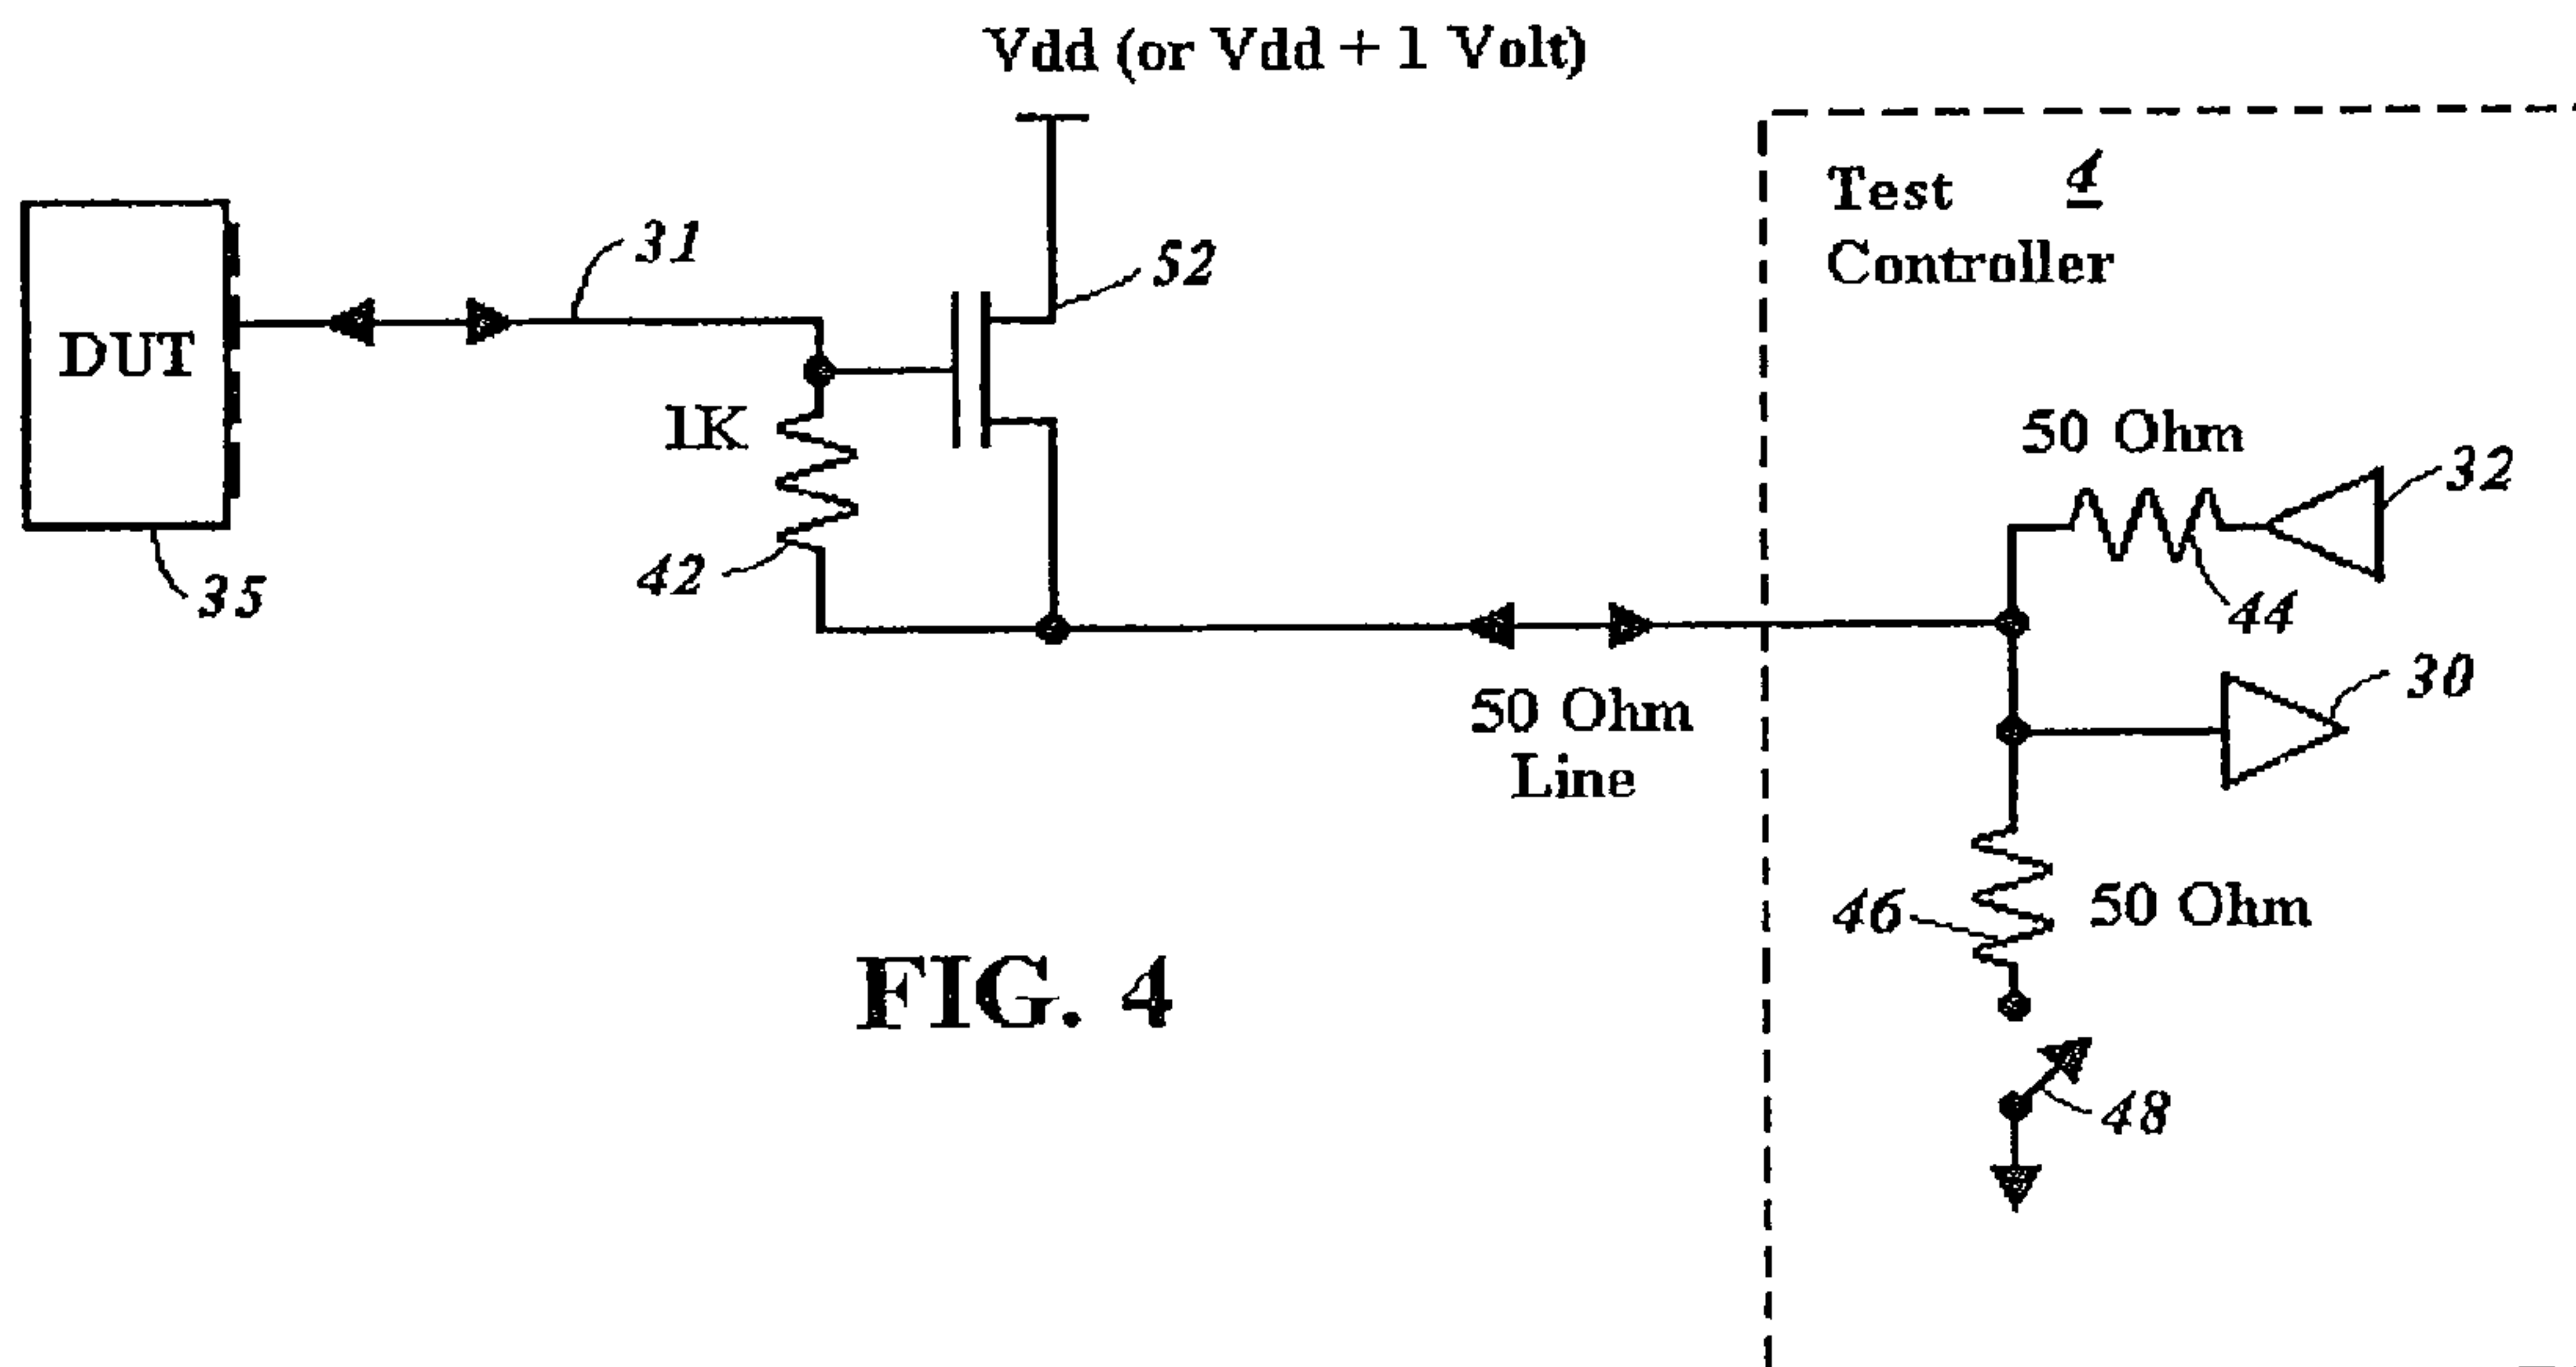 Vdd (or Vdd + 1 Volt)
Test 4
Controller
31
52
DUT
1K
50 Ohm
32
42
35
44
30
50 Ohm
Line
46
50 Ohm
FIG. 4
48